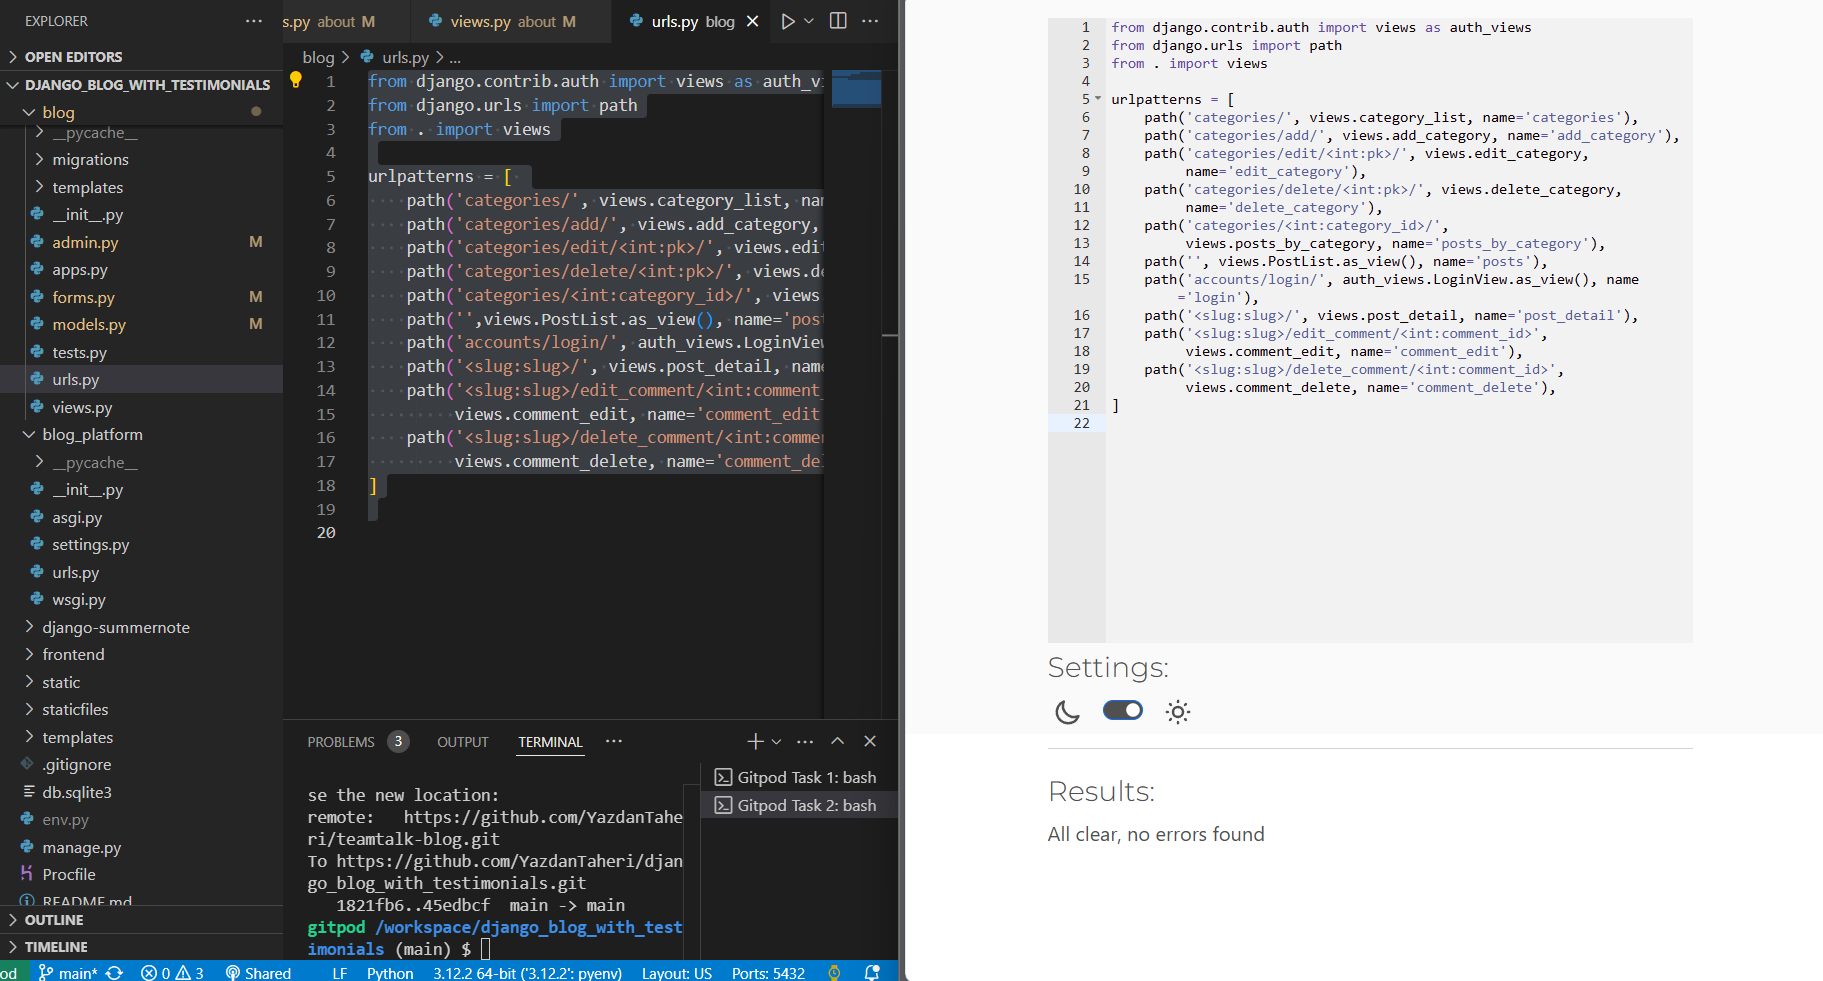 EXPLORER
OPEN EDITORS
DJANGO_BLOG_WITH_TESTIMONIALS
blog
__pycache__
migrations
templates
__init__.py
admin.py M
apps.py
forms.py M
models.py M
tests.py
urls.py
views.py
blog_platform
__pycache__
__init__.py
asgi.py
settings.py
urls.py
wsgi.py
django-summernote
frontend
static
staticfiles
templates
.gitignore
db.sqlite3
env.py
manage.py
Procfile
README.md
OUTLINE
TIMELINE
s.py about M
views.py about M
urls.py blog
blog > urls.py > ...
1 from django.contrib.auth import views as auth_vi
2 from django.urls import path
3 from . import views
4
5 urlpatterns = [
6 path('categories/', views.category_list, nam
7 path('categories/add/', views.add_category,
8 path('categories/edit/<int:pk>/', views.edit
9 path('categories/delete/<int:pk>/', views.de
10 path('categories/<int:category_id>/', views
11 path('',views.PostList.as_view(), name='post
12 path('accounts/login/', auth_views.LoginView
13 path('<slug:slug>/', views.post_detail, name
14 path('<slug:slug>/edit_comment/<int:comment_
15 views.comment_edit, name='comment_edit
16 path('<slug:slug>/delete_comment/<int:commen
17 views.comment_delete, name='comment_del
18 ]
19
20
PROBLEMS 3 OUTPUT TERMINAL
se the new location:
remote: https://github.com/YazdanTahe
ri/teamtalk-blog.git
To https://github.com/YazdanTaheri/djan
go_blog_with_testimonials.git
1821fb6..45edbcf main -> main
gitpod /workspace/django_blog_with_test
imonials (main) $
Gitpod Task 1: bash
Gitpod Task 2: bash
od main* 0 3 Shared LF Python 3.12.2 64-bit ('3.12.2': pyenv) Layout: US Ports: 5432
1 from django.contrib.auth import views as auth_views
2 from django.urls import path
3 from . import views
4
5 urlpatterns = [
6 path('categories/', views.category_list, name='categories'),
7 path('categories/add/', views.add_category, name='add_category'),
8 path('categories/edit/<int:pk>/', views.edit_category,
9 name='edit_category'),
10 path('categories/delete/<int:pk>/', views.delete_category,
11 name='delete_category'),
12 path('categories/<int:category_id>/',
13 views.posts_by_category, name='posts_by_category'),
14 path('', views.PostList.as_view(), name='posts'),
15 path('accounts/login/', auth_views.LoginView.as_view(), name
='login'),
16 path('<slug:slug>/', views.post_detail, name='post_detail'),
17 path('<slug:slug>/edit_comment/<int:comment_id>',
18 views.comment_edit, name='comment_edit'),
19 path('<slug:slug>/delete_comment/<int:comment_id>',
20 views.comment_delete, name='comment_delete'),
21 ]
22
Settings:
Results:
All clear, no errors found